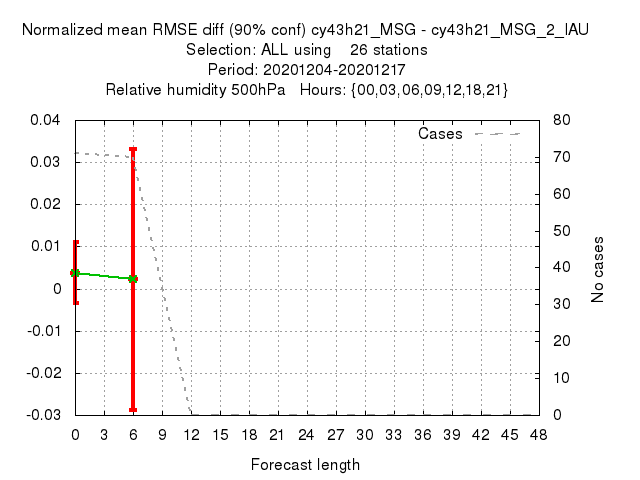 Normalized mean RMSE diff (90% conf) cy43h21_MSG - cy43h21_MSG_2_IAU
Selection: ALL using    26 stations
Period: 20201204-20201217
Relative humidity 500hPa   Hours: {00,03,06,09,12,18,21}
0.04
0.03
0.02
0.01
0
-0.01
-0.02
-0.03
Cases
80
70
60
50
40
30
20
10
0
No cases
0 3 6 9 12 15 18 21 24 27 30 33 36 39 42 45 48
Forecast length